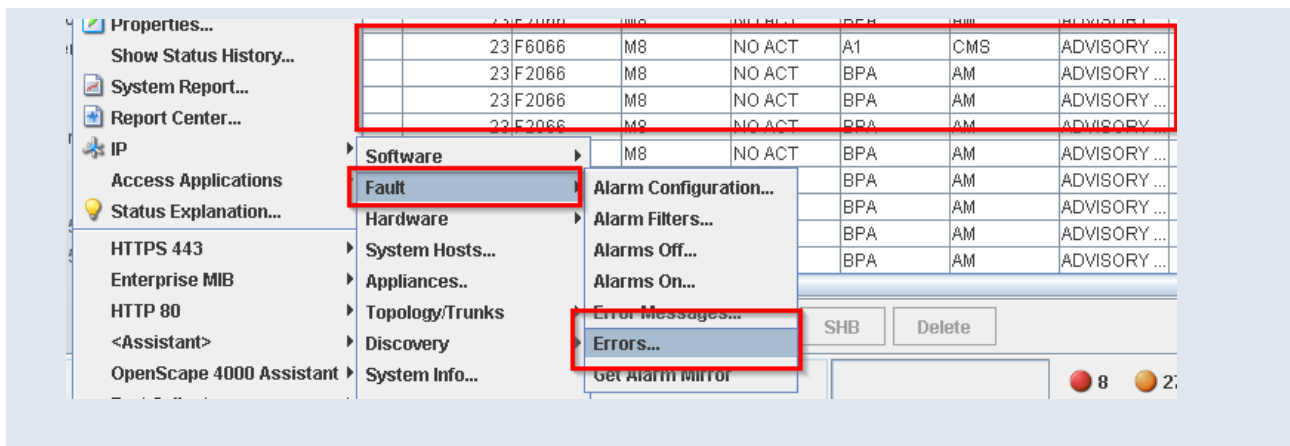 Properties...
Show Status History...
System Report...
Report Center...
IP
Access Applications
Status Explanation...
HTTPS 443
Enterprise MIB
HTTP 80
<Assistant>
OpenScape 4000 Assistant
Software
Fault
Hardware
System Hosts...
Appliances..
Topology/Trunks
Discovery
System Info...
Alarm Configuration...
Alarm Filters...
Alarms Off...
Alarms On...
Error Messages...
Errors...
Get Alarm Mirror
23 F6066 M8 NO ACT A1 CMS ADVISORY ...
23 F2066 M8 NO ACT BPA AM ADVISORY ...
23 F2066 M8 NO ACT BPA AM ADVISORY ...
23 F2066 M8 NO ACT BPA AM ADVISORY ...
M8 NO ACT BPA AM ADVISORY ...
BPA AM ADVISORY ...
BPA AM ADVISORY ...
BPA AM ADVISORY ...
BPA AM ADVISORY ...
SHB Delete
8